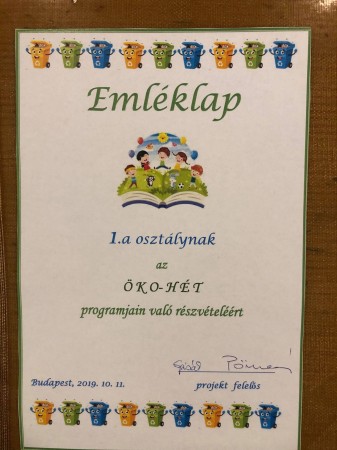 Emléklap
1.a osztálynak
az
ÖKO-HÉT
programjain való részvételéért
Budapest, 2019. 10. 11.
projekt felelős